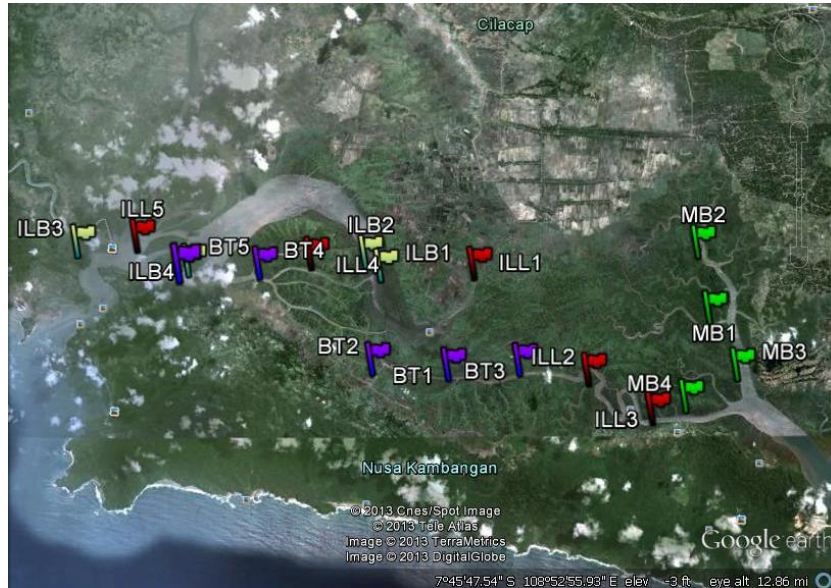 Cilacap
ILB3
ILL5
ILB2
MB2
BT5
BT4
ILB4
ILL4
ILB1
ILL1
MB1
BT2
MB3
BT1
BT3
ILL2
MB4
ILL3
Nusa Kambangan
© 2013 Cnes/Spot Image
© 2013 Tele Atlas
Image © 2013 TerraMetrics
Image © 2013 DigitalGlobe
Google earth
7°45'47.54" S 108°52'55.93" E elev -3 ft eye alt 12.86 mi